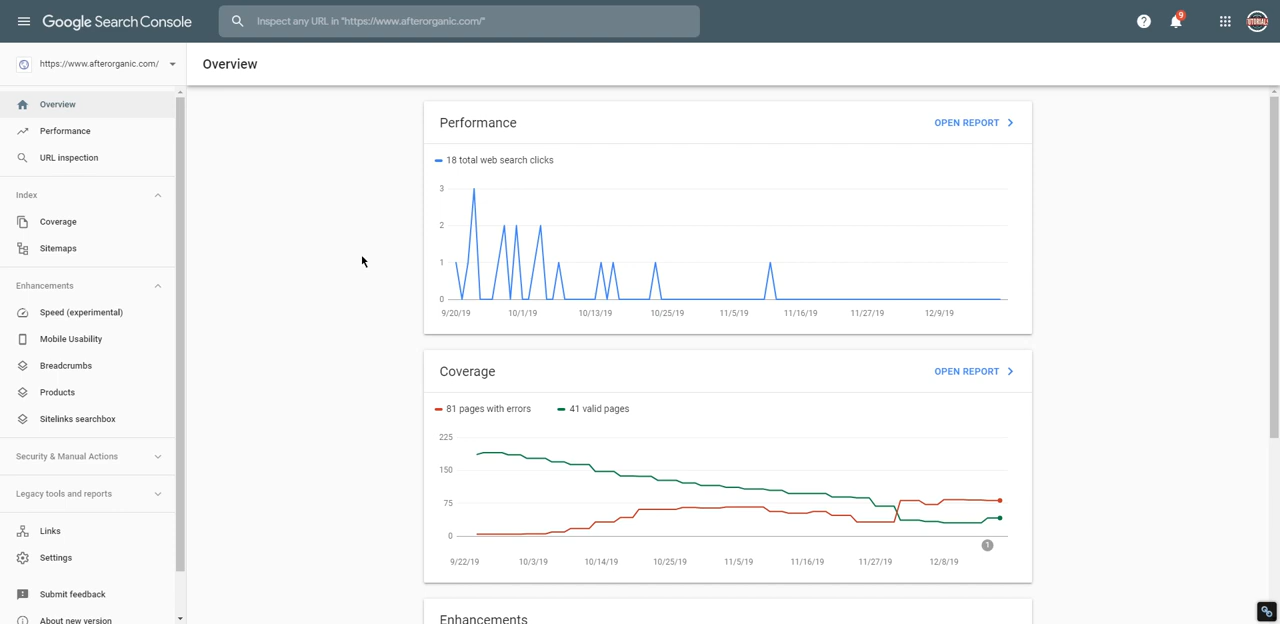 Google Search Console
Inspect any URL in "https://www.afterorganic.com/"
?
9
TUTORIALS
https://www.afterorganic.com/
Overview
Overview
Performance
URL inspection
Index
Coverage
Sitemaps
Enhancements
Speed (experimental)
Mobile Usability
Breadcrumbs
Products
Sitelinks searchbox
Security & Manual Actions
Legacy tools and reports
Links
Settings
Submit feedback
About new version
Performance
OPEN REPORT
18 total web search clicks
3
2
1
0
9/20/19 10/1/19 10/13/19 10/25/19 11/5/19 11/16/19 11/27/19 12/9/19
Coverage
OPEN REPORT
81 pages with errors 41 valid pages
225
150
75
0
1
9/22/19 10/3/19 10/14/19 10/25/19 11/5/19 11/16/19 11/27/19 12/8/19
Enhancements